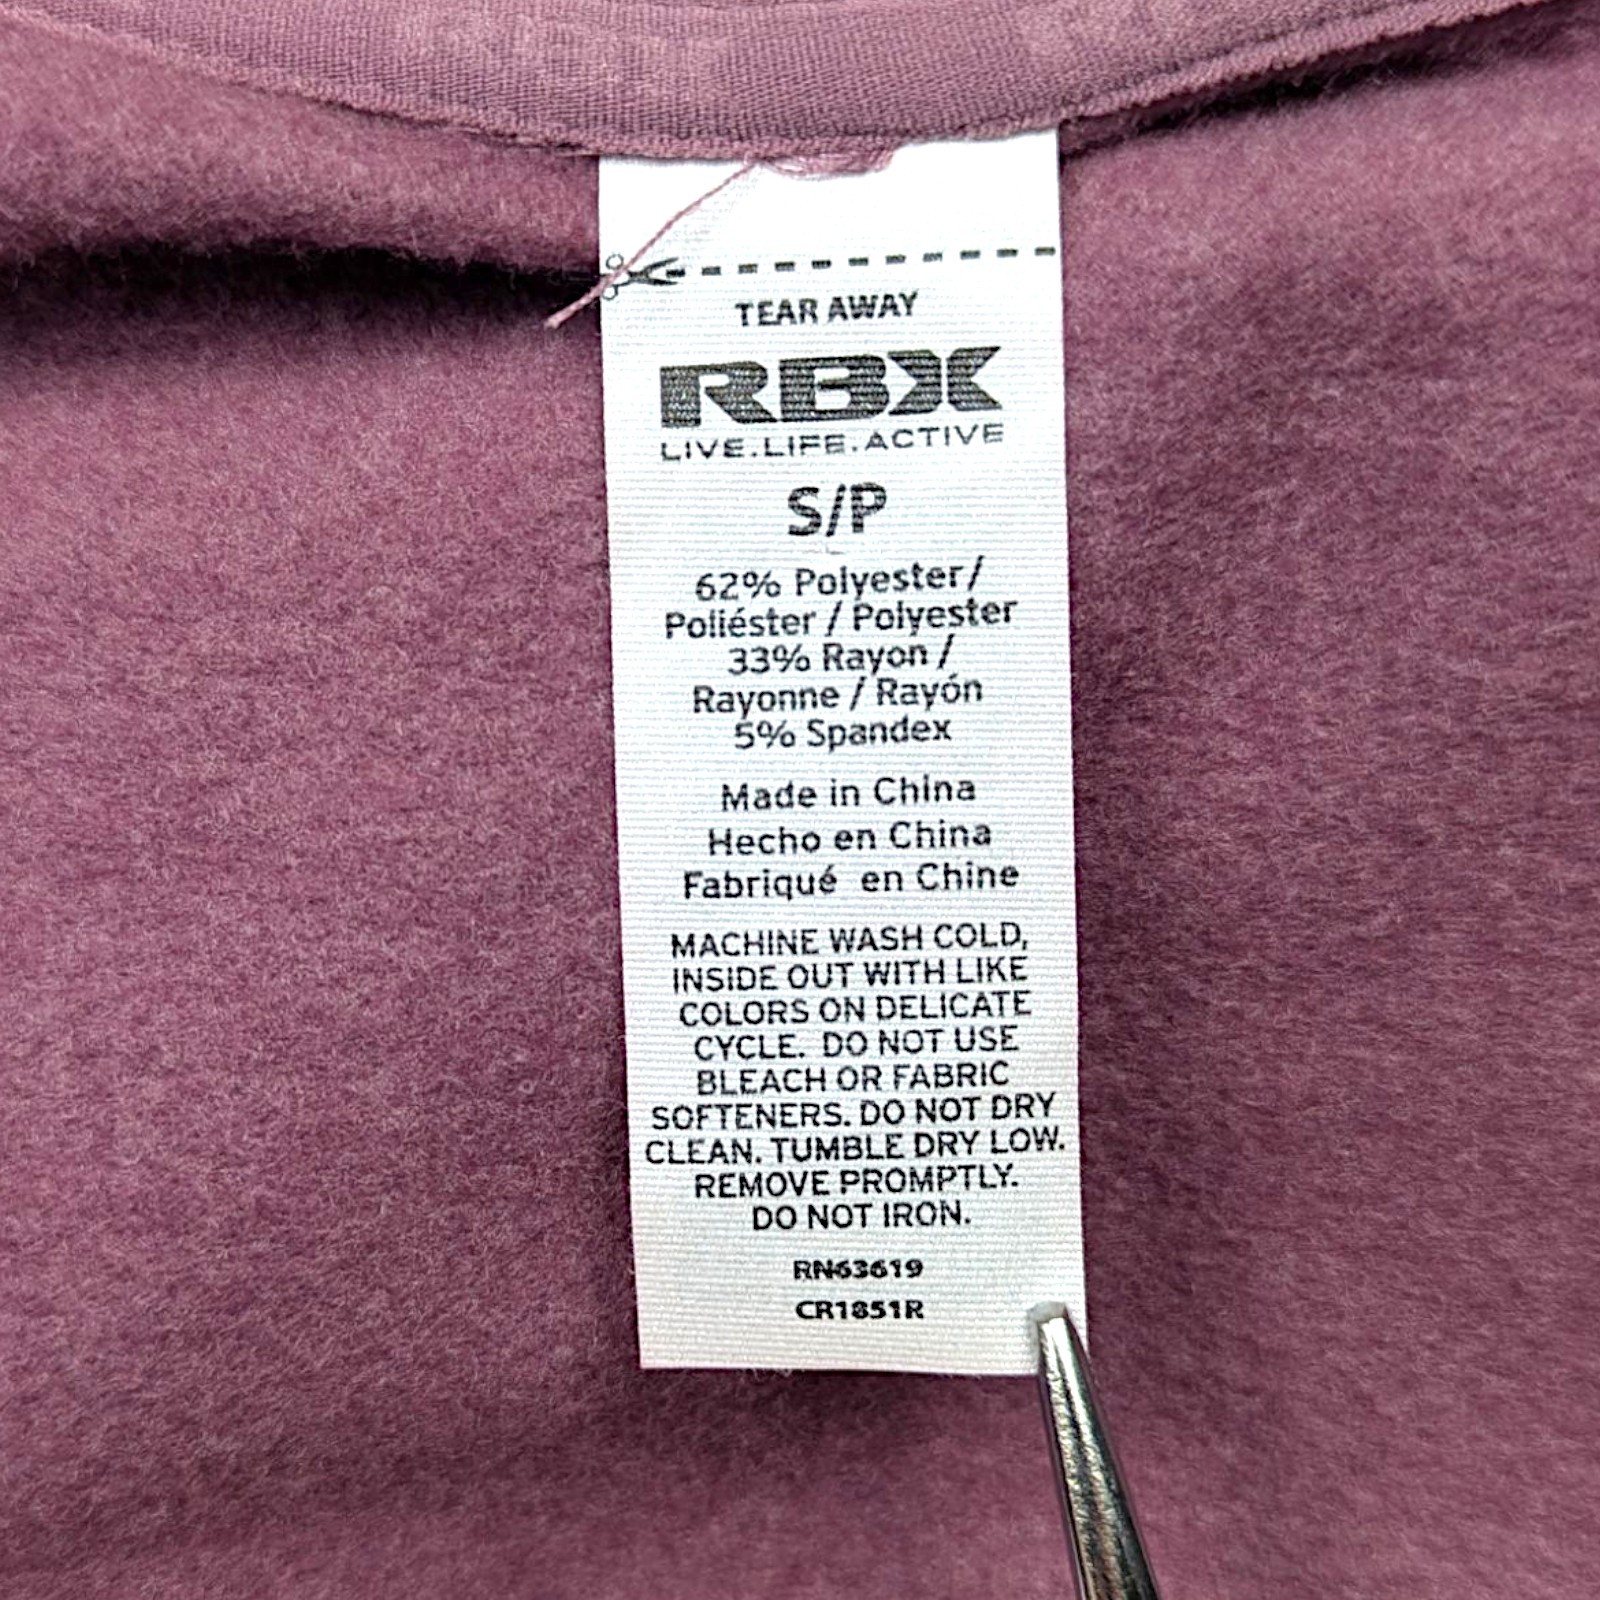 TEAR AWAY
RBX
LIVE.LIFE.ACTIVE
S/P
62% Polyester/
Poliéster / Polyester
33% Rayon /
Rayonne / Rayón
5% Spandex
Made in China
Hecho en China
Fabriqué en Chine
MACHINE WASH COLD,
INSIDE OUT WITH LIKE
COLORS ON DELICATE
CYCLE. DO NOT USE
BLEACH OR FABRIC
SOFTENERS. DO NOT DRY
CLEAN. TUMBLE DRY LOW.
REMOVE PROMPTLY.
DO NOT IRON.
RN63619
CR1851R